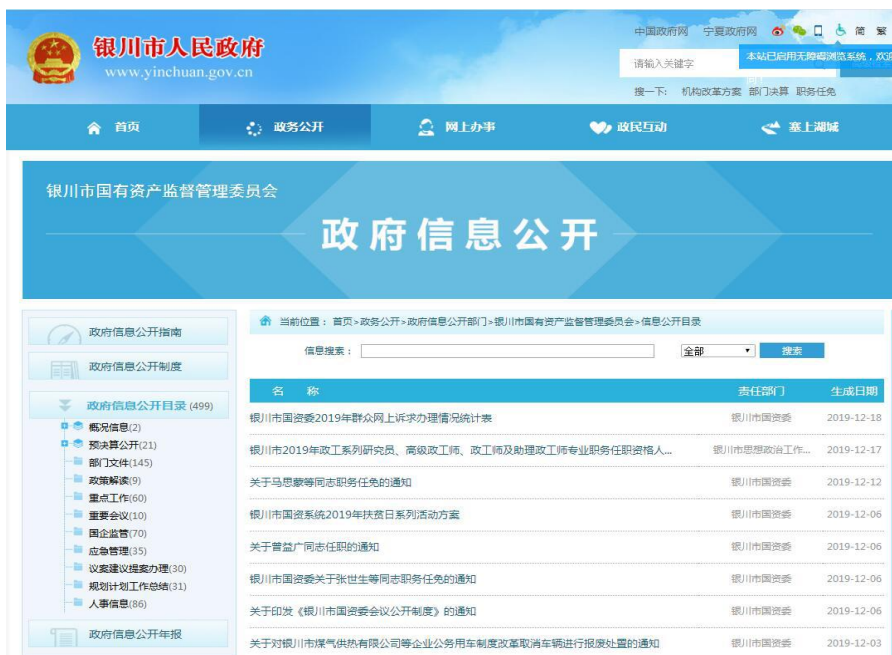 中国政府网 宁夏政府网 简 繁
银川市人民政府
www.yinchuan.gov.cn
请输入关键字
本站已启用无障碍浏览系统，欢迎
搜一下: 机构改革方案 部门决算 职务任免
首页 政务公开 网上办事 政民互动 塞上湖城
银川市国有资产监督管理委员会
政府信息公开
政府信息公开指南
政府信息公开制度
政府信息公开目录 (499)
概况信息(2)
预决算公开(21)
部门文件(145)
政策解读(9)
重点工作(60)
重要会议(10)
国企监管(70)
应急管理(35)
议案建议提案办理(30)
规划计划工作总结(31)
人事信息(86)
政府信息公开年报
当前位置：首页>政务公开>政府信息公开部门>银川市国有资产监督管理委员会>信息公开目录
信息搜索： 全部 搜索
名 称 责任部门 生成日期
银川市国资委2019年群众网上诉求办理情况统计表 银川市国资委 2019-12-18
银川市2019年政工系列研究员、高级政工师、政工师及助理政工师专业职务任职资格人... 银川市思想政治工作... 2019-12-17
关于马思蒙等同志职务任免的通知 银川市国资委 2019-12-12
银川市国资系统2019年扶贫日系列活动方案 银川市国资委 2019-12-06
关于普益广同志任职的通知 银川市国资委 2019-12-06
银川市国资委关于张世生等同志职务任免的通知 银川市国资委 2019-12-06
关于印发《银川市国资委会议公开制度》的通知 银川市国资委 2019-12-06
关于对银川市煤气供热有限公司等企业公务用车制度改革取消车辆进行报废处置的通知 银川市国资委 2019-12-03